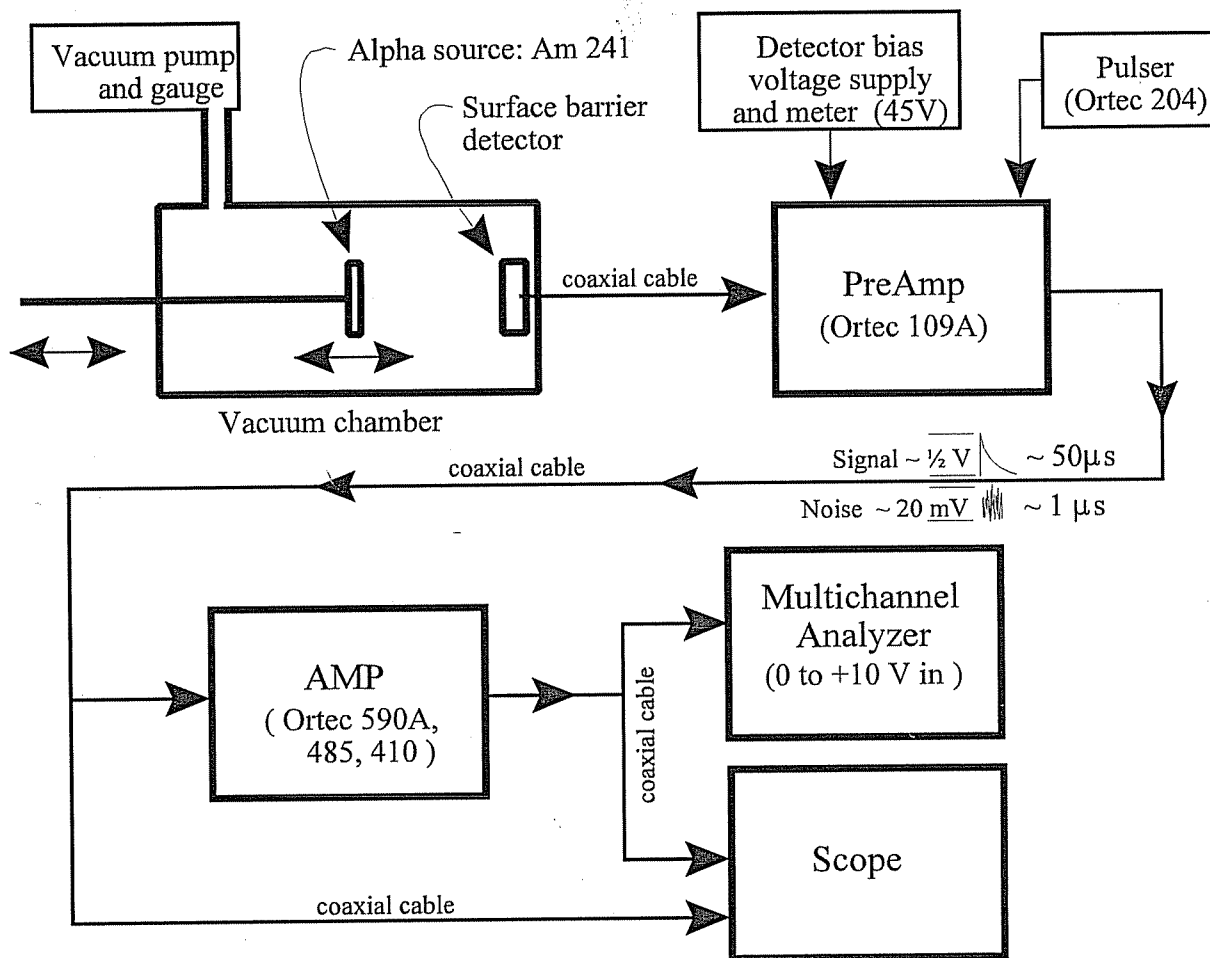 Vacuum pump
and gauge
Alpha source: Am 241
Surface barrier
detector
Detector bias
voltage supply
and meter (45V)
Pulser
(Ortec 204)
coaxial cable
PreAmp
(Ortec 109A)
Vacuum chamber
coaxial cable
Signal ~ ½ V ~ 50µs
Noise ~ 20 mV ~ 1 µs
AMP
( Ortec 590A,
485, 410 )
coaxial cable
Multichannel
Analyzer
(0 to +10 V in )
Scope
coaxial cable